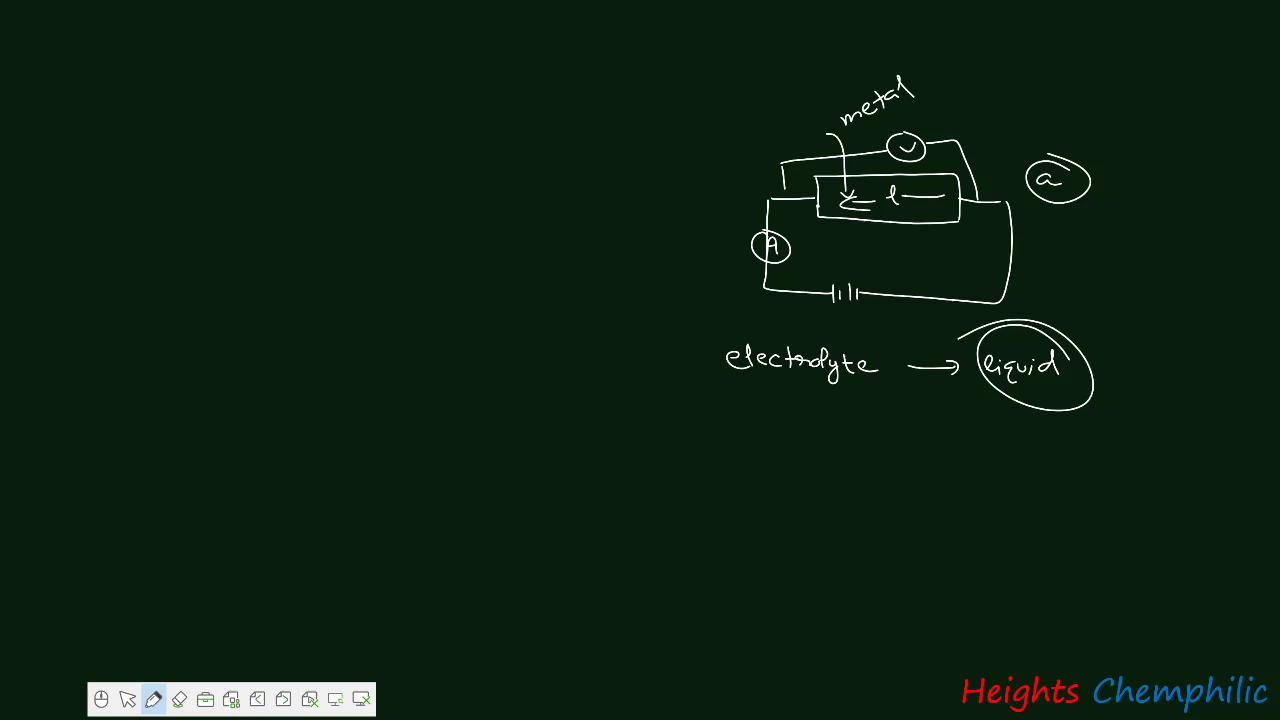 metal
V
a
l
A
electrolyte → liquid
Heights Chemphilic